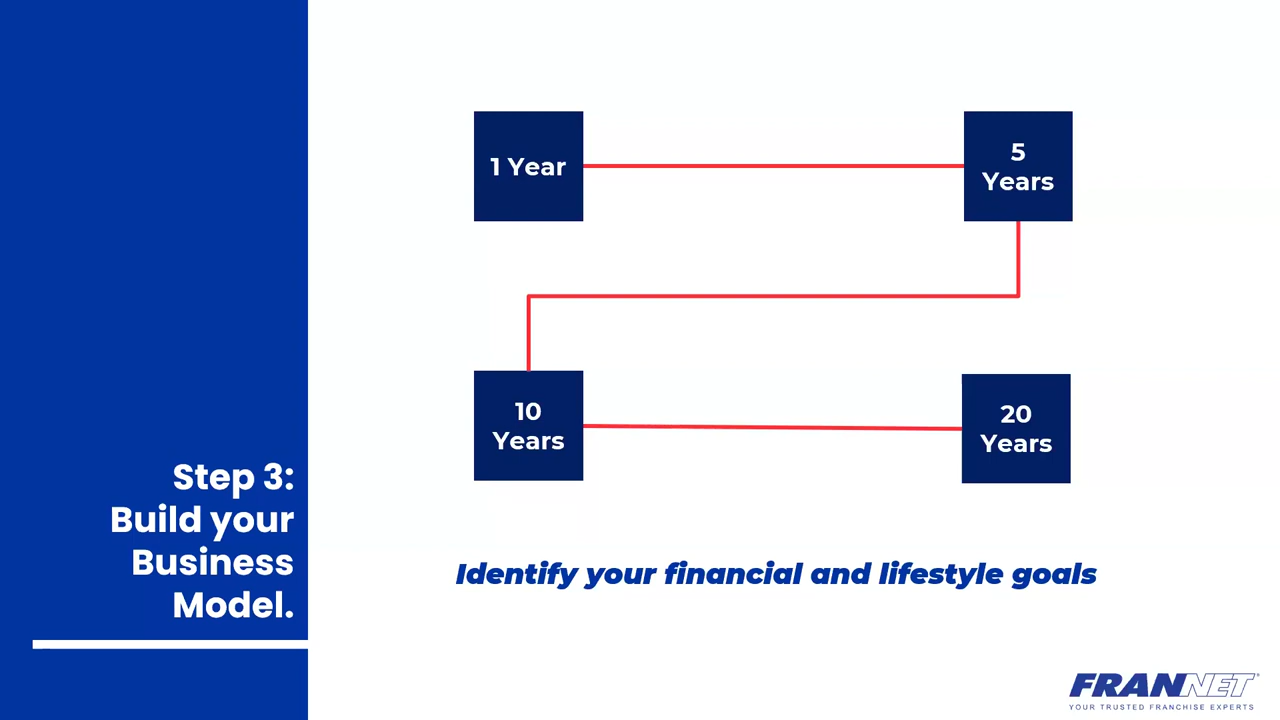 1 Year
5
Years
10
Years
20
Years
Step 3:
Build your
Business
Model.
Identify your financial and lifestyle goals
FRANNET®
YOUR TRUSTED FRANCHISE EXPERTS